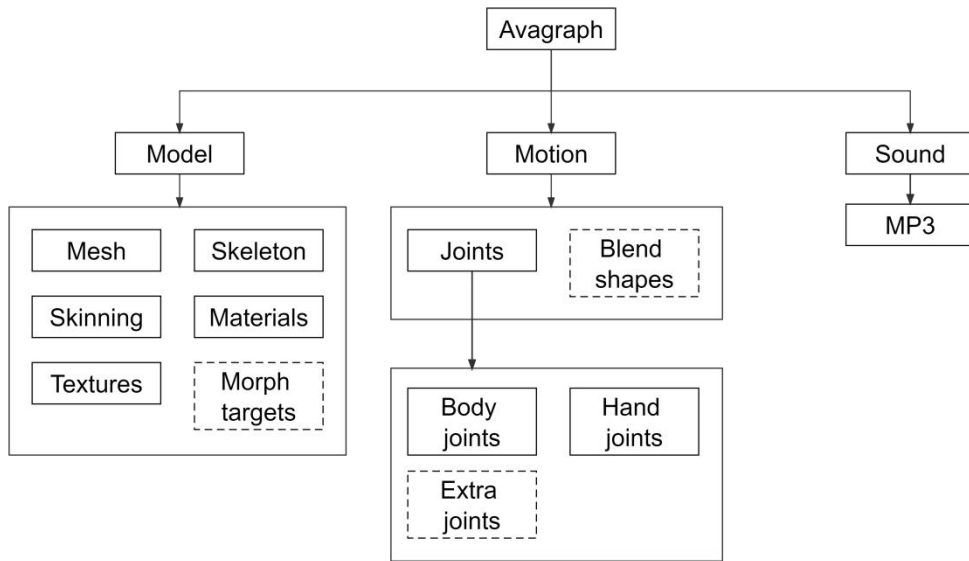 Avagraph
Model
Motion
Sound
MP3
Mesh
Skeleton
Skinning
Materials
Textures
Morph
targets
Joints
Blend
shapes
Body
joints
Hand
joints
Extra
joints